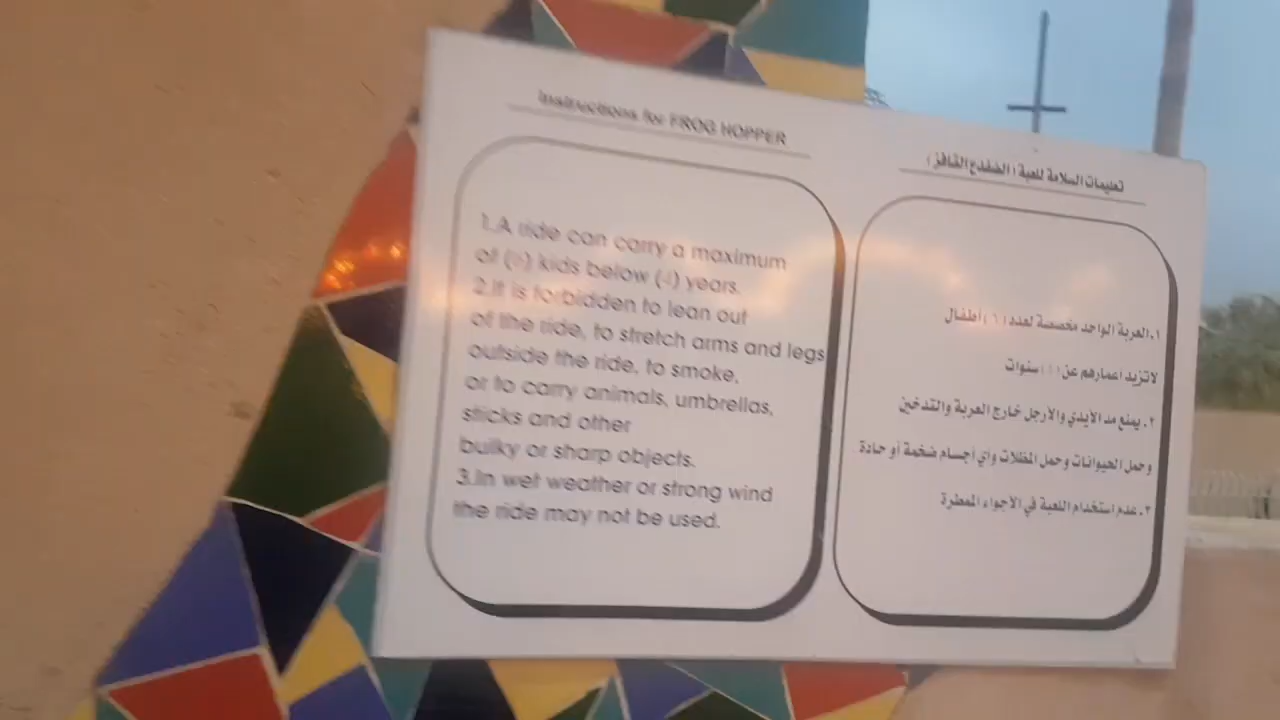 Instructions for FROG HOPPER
1.A ride can carry a maximum
of () kids below () years.
2.It is forbidden to lean out
of the ride, to stretch arms and legs
outside the ride, to smoke,
or to carry animals, umbrellas,
sticks and other
bulky or sharp objects.
3.In wet weather or strong wind
the ride may not be used.
تعليمات السلامة للعبة (الضفدع القافز)
١. العربة الواحد مخصصة لعدد (٦) أطفال
لاتزيد اعمارهم عن سنوات
٢. يمنع مد الأيدي والأرجل خارج العربة والتدخين
وحمل الحيوانات وحمل المظلات واي أجسام ضخمة أو حادة
٣. عدم استخدام اللعبة في الأجواء الممطرة